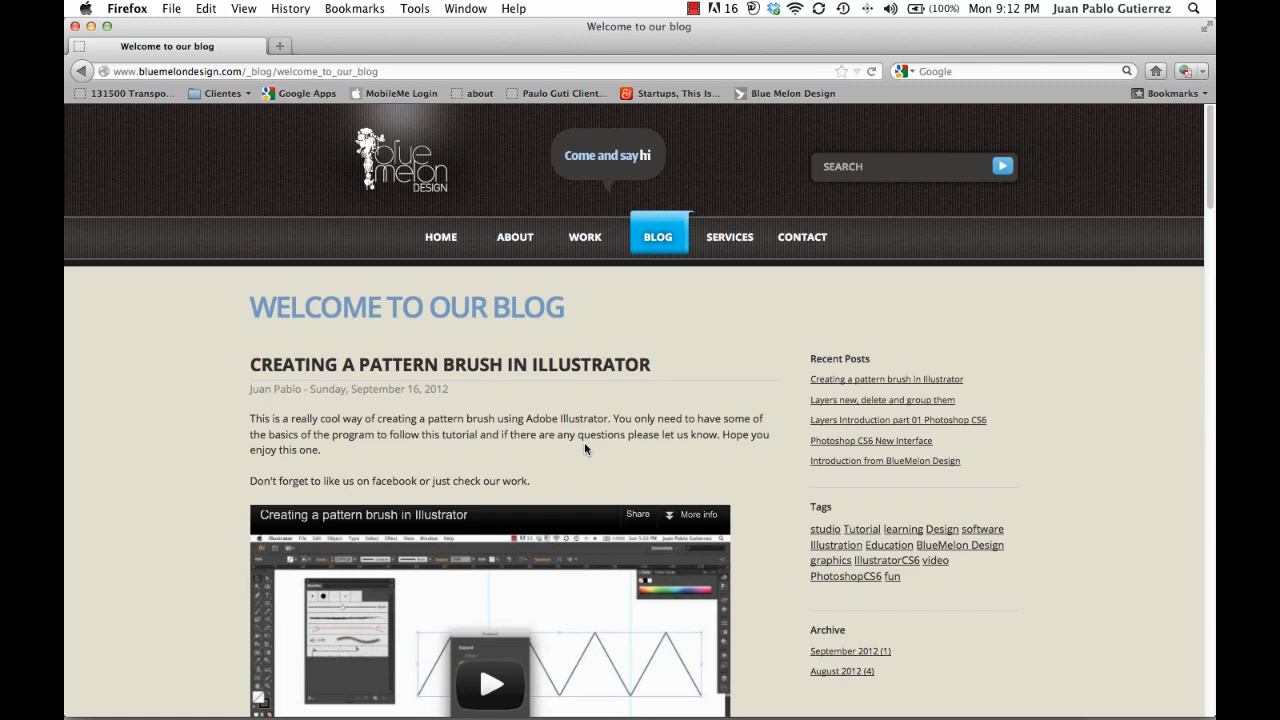 Firefox File Edit View History Bookmarks Tools Window Help 16 (100%) Mon 9:12 PM Juan Pablo Gutierrez
Welcome to our blog
Welcome to our blog
www.bluemelondesign.com/_blog/welcome_to_our_blog Google
131500 Transpo... Clientes Google Apps MobileMe Login about Paulo Guti Client... Startups, This Is... Blue Melon Design Bookmarks
blue melon DESIGN
Come and say hi
SEARCH
HOME ABOUT WORK BLOG SERVICES CONTACT
WELCOME TO OUR BLOG
CREATING A PATTERN BRUSH IN ILLUSTRATOR
Juan Pablo - Sunday, September 16, 2012
This is a really cool way of creating a pattern brush using Adobe Illustrator. You only need to have some of
the basics of the program to follow this tutorial and if there are any questions please let us know. Hope you
enjoy this one.
Don't forget to like us on facebook or just check our work.
Creating a pattern brush in Illustrator Share More info
Illustrator File Edit Object Type Select Effect View Window Help
Recent Posts
Creating a pattern brush in Illustrator
Layers new, delete and group them
Layers Introduction part 01 Photoshop CS6
Photoshop CS6 New Interface
Introduction from BlueMelon Design
Tags
studio Tutorial learning Design software
Illustration Education BlueMelon Design
graphics IllustratorCS6 video
PhotoshopCS6 fun
Archive
September 2012 (1)
August 2012 (4)